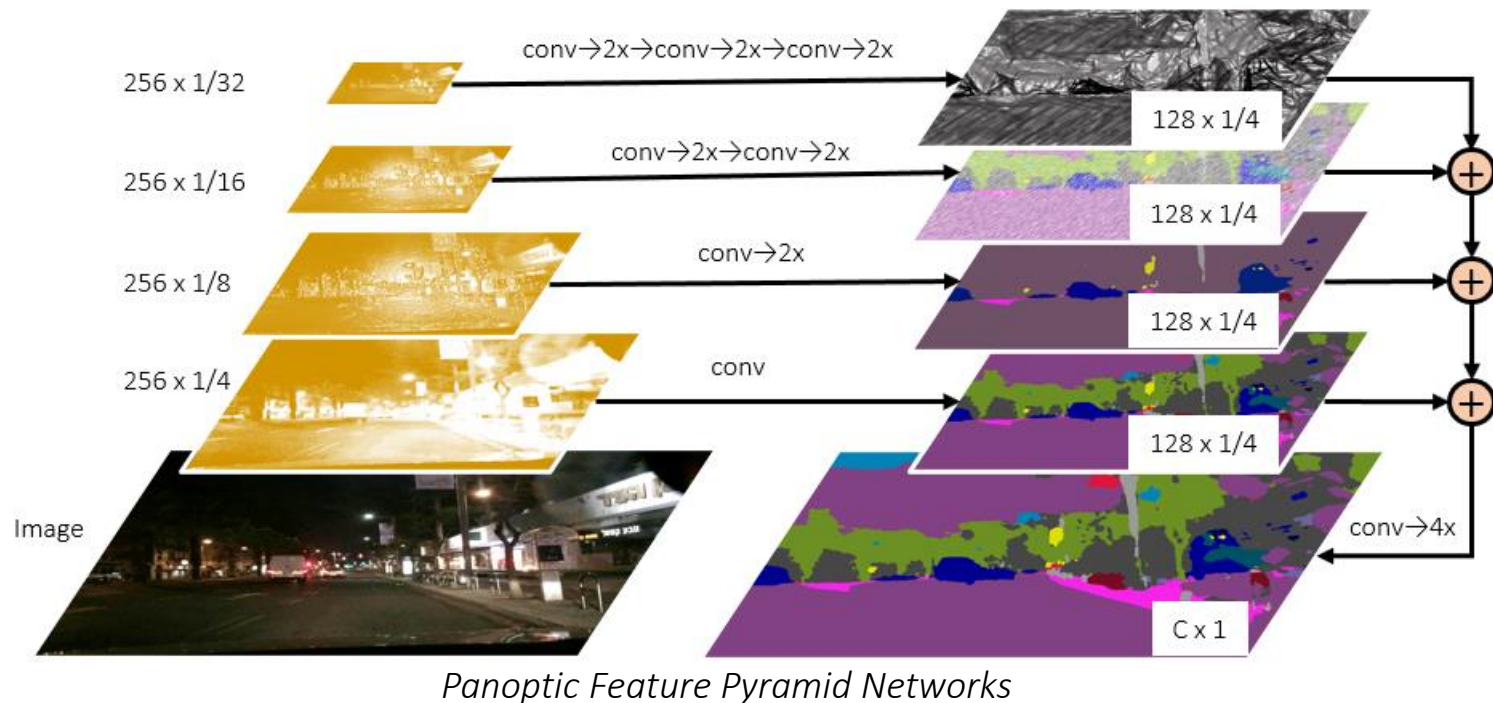 conv→2x→conv→2x→conv→2x
256 x 1/32
128 x 1/4
conv→2x→conv→2x
256 x 1/16
128 x 1/4
conv→2x
256 x 1/8
128 x 1/4
conv
256 x 1/4
128 x 1/4
Image
conv→4x
C x 1
Panoptic Feature Pyramid Networks